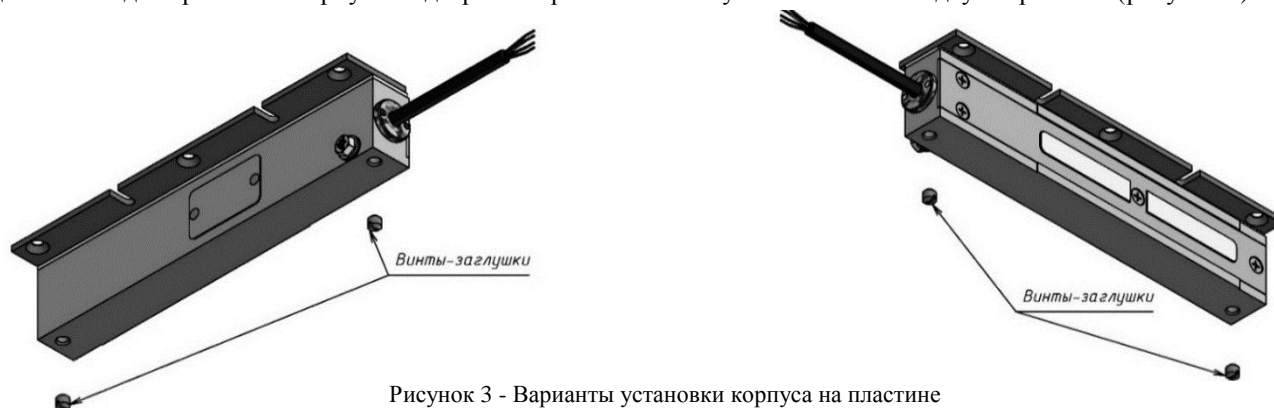 Винты-заглушки
Винты-заглушки
Рисунок 3 - Варианты установки корпуса на пластине